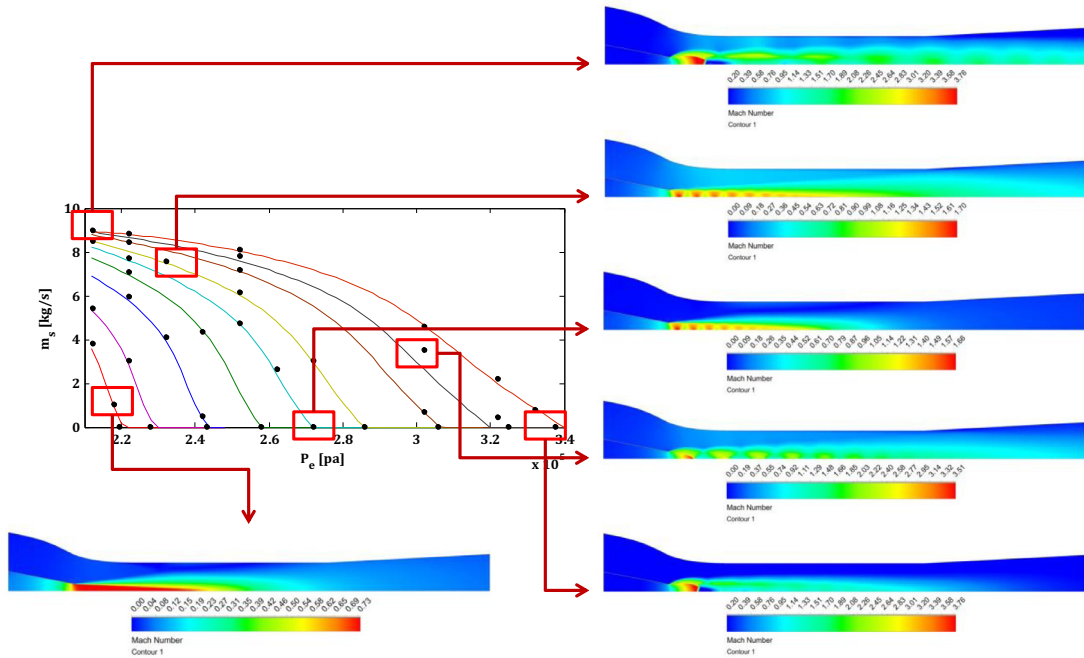 0.20 0.39 0.58 0.76 0.95 1.14 1.33 1.51 1.70 1.89 2.08 2.26 2.45 2.64 2.83 3.01 3.20 3.39 3.58 3.76
Mach Number
Contour 1
0.00 0.09 0.18 0.27 0.36 0.45 0.54 0.63 0.72 0.81 0.90 0.99 1.08 1.16 1.25 1.34 1.43 1.52 1.61 1.70
Mach Number
Contour 1
10
8
6
4
2
0
m_s [kg/s]
2.2 2.4 2.6 2.8 3 3.2 3.4
P_e [pa]
x 10
0.00 0.09 0.18 0.26 0.35 0.44 0.52 0.61 0.70 0.79 0.87 0.96 1.05 1.14 1.22 1.31 1.40 1.49 1.57 1.66
Mach Number
Contour 1
0.00 0.19 0.37 0.55 0.74 0.92 1.11 1.29 1.48 1.66 1.85 2.03 2.22 2.40 2.58 2.77 2.95 3.14 3.32 3.51
Mach Number
Contour 1
0.00 0.04 0.08 0.12 0.15 0.19 0.23 0.27 0.31 0.35 0.39 0.42 0.46 0.50 0.54 0.58 0.62 0.65 0.69 0.73
Mach Number
Contour 1
0.20 0.39 0.58 0.76 0.95 1.14 1.33 1.51 1.70 1.89 2.08 2.26 2.45 2.64 2.83 3.01 3.20 3.39 3.58 3.76
Mach Number
Contour 1